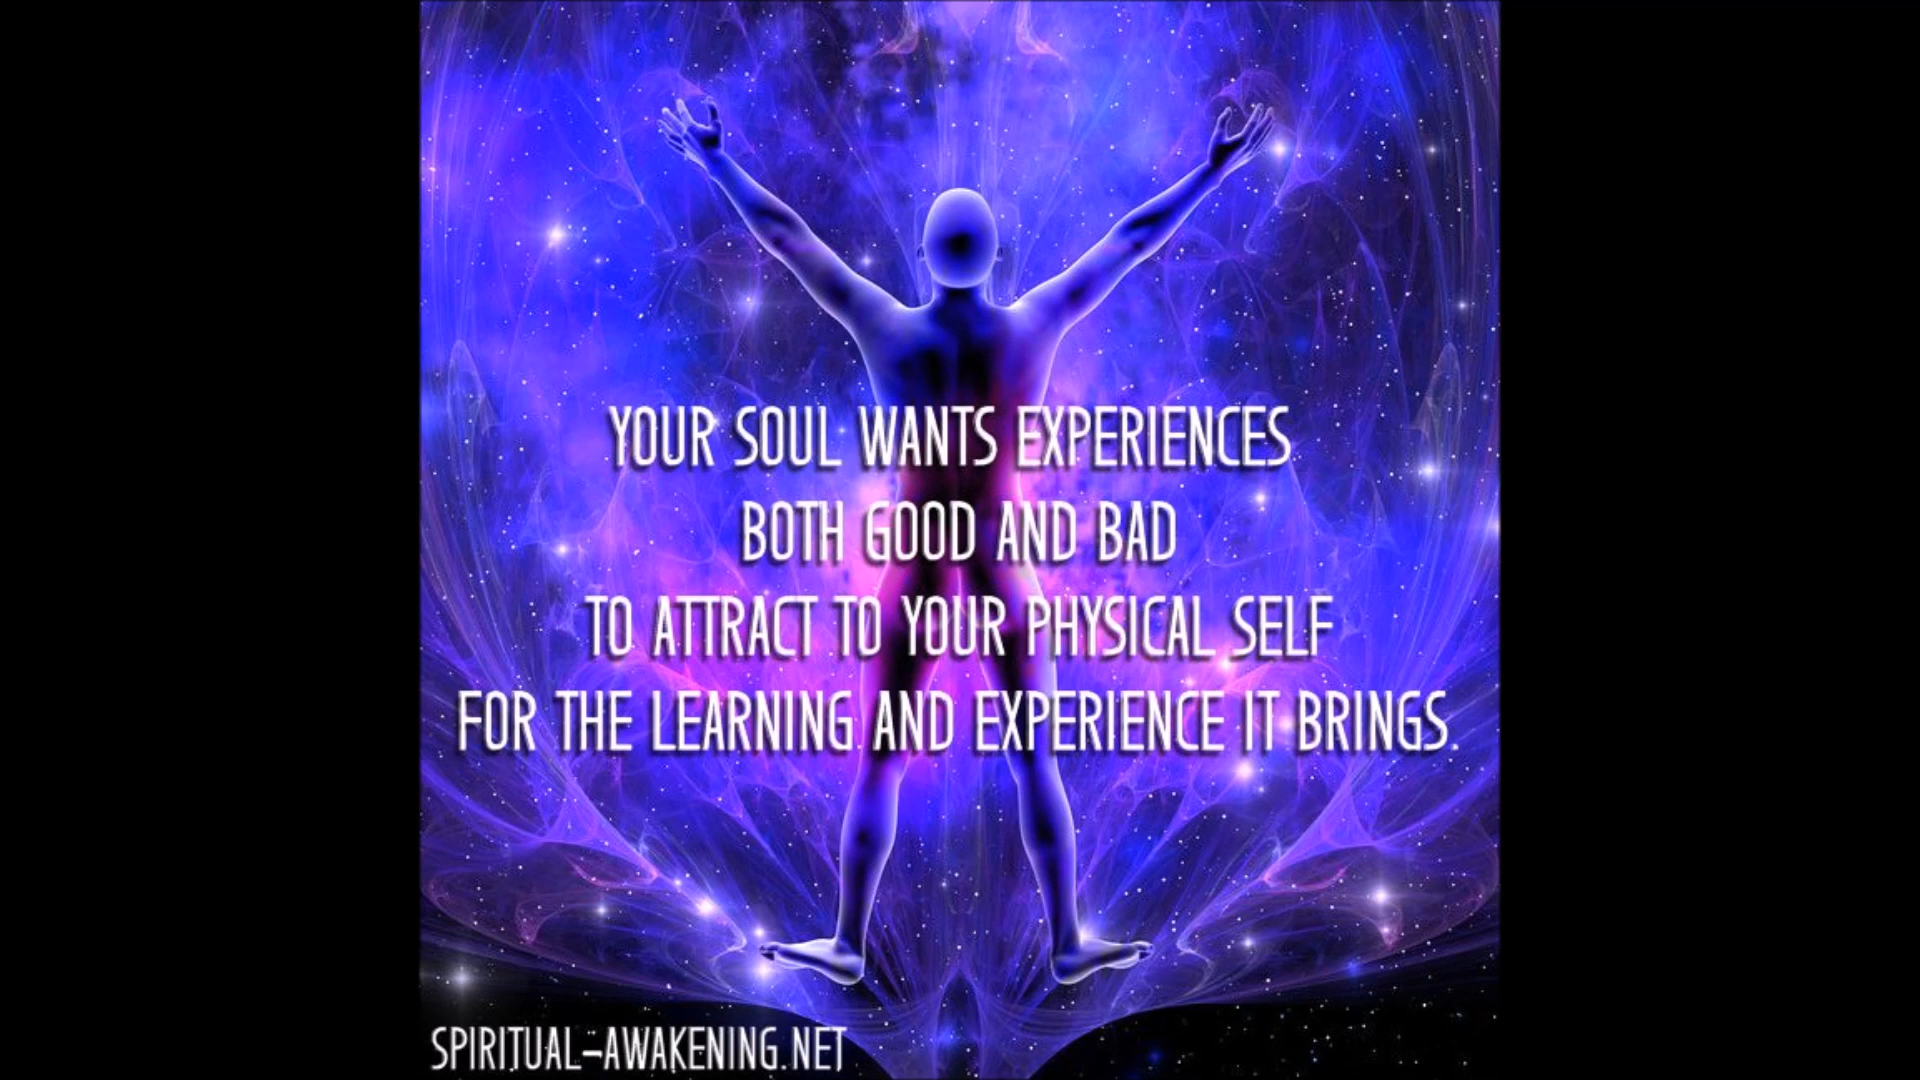 YOUR SOUL WANTS EXPERIENCES
BOTH GOOD AND BAD
TO ATTRACT TO YOUR PHYSICAL SELF
FOR THE LEARNING AND EXPERIENCE IT BRINGS.
SPIRITUAL-AWAKENING.NET